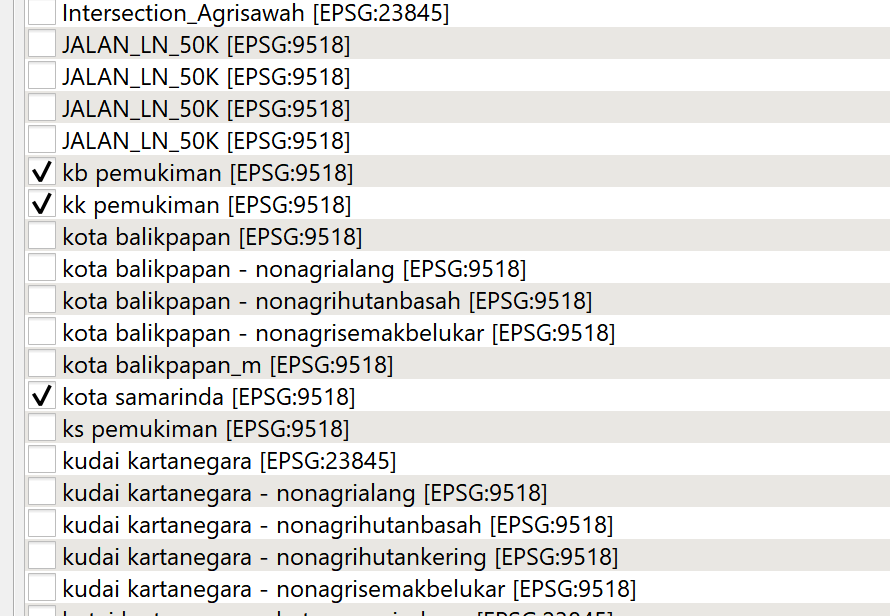 Intersection_Agrisawah [EPSG:23845]
JALAN_LN_50K [EPSG:9518]
JALAN_LN_50K [EPSG:9518]
JALAN_LN_50K [EPSG:9518]
JALAN_LN_50K [EPSG:9518]
kb pemukiman [EPSG:9518]
kk pemukiman [EPSG:9518]
kota balikpapan [EPSG:9518]
kota balikpapan - nonagrialang [EPSG:9518]
kota balikpapan - nonagrihutanbasah [EPSG:9518]
kota balikpapan - nonagrisemakbelukar [EPSG:9518]
kota balikpapan_m [EPSG:9518]
kota samarinda [EPSG:9518]
ks pemukiman [EPSG:9518]
kudai kartanegara [EPSG:23845]
kudai kartanegara - nonagrialang [EPSG:9518]
kudai kartanegara - nonagrihutanbasah [EPSG:9518]
kudai kartanegara - nonagrihutankering [EPSG:9518]
kudai kartanegara - nonagrisemakbelukar [EPSG:9518]